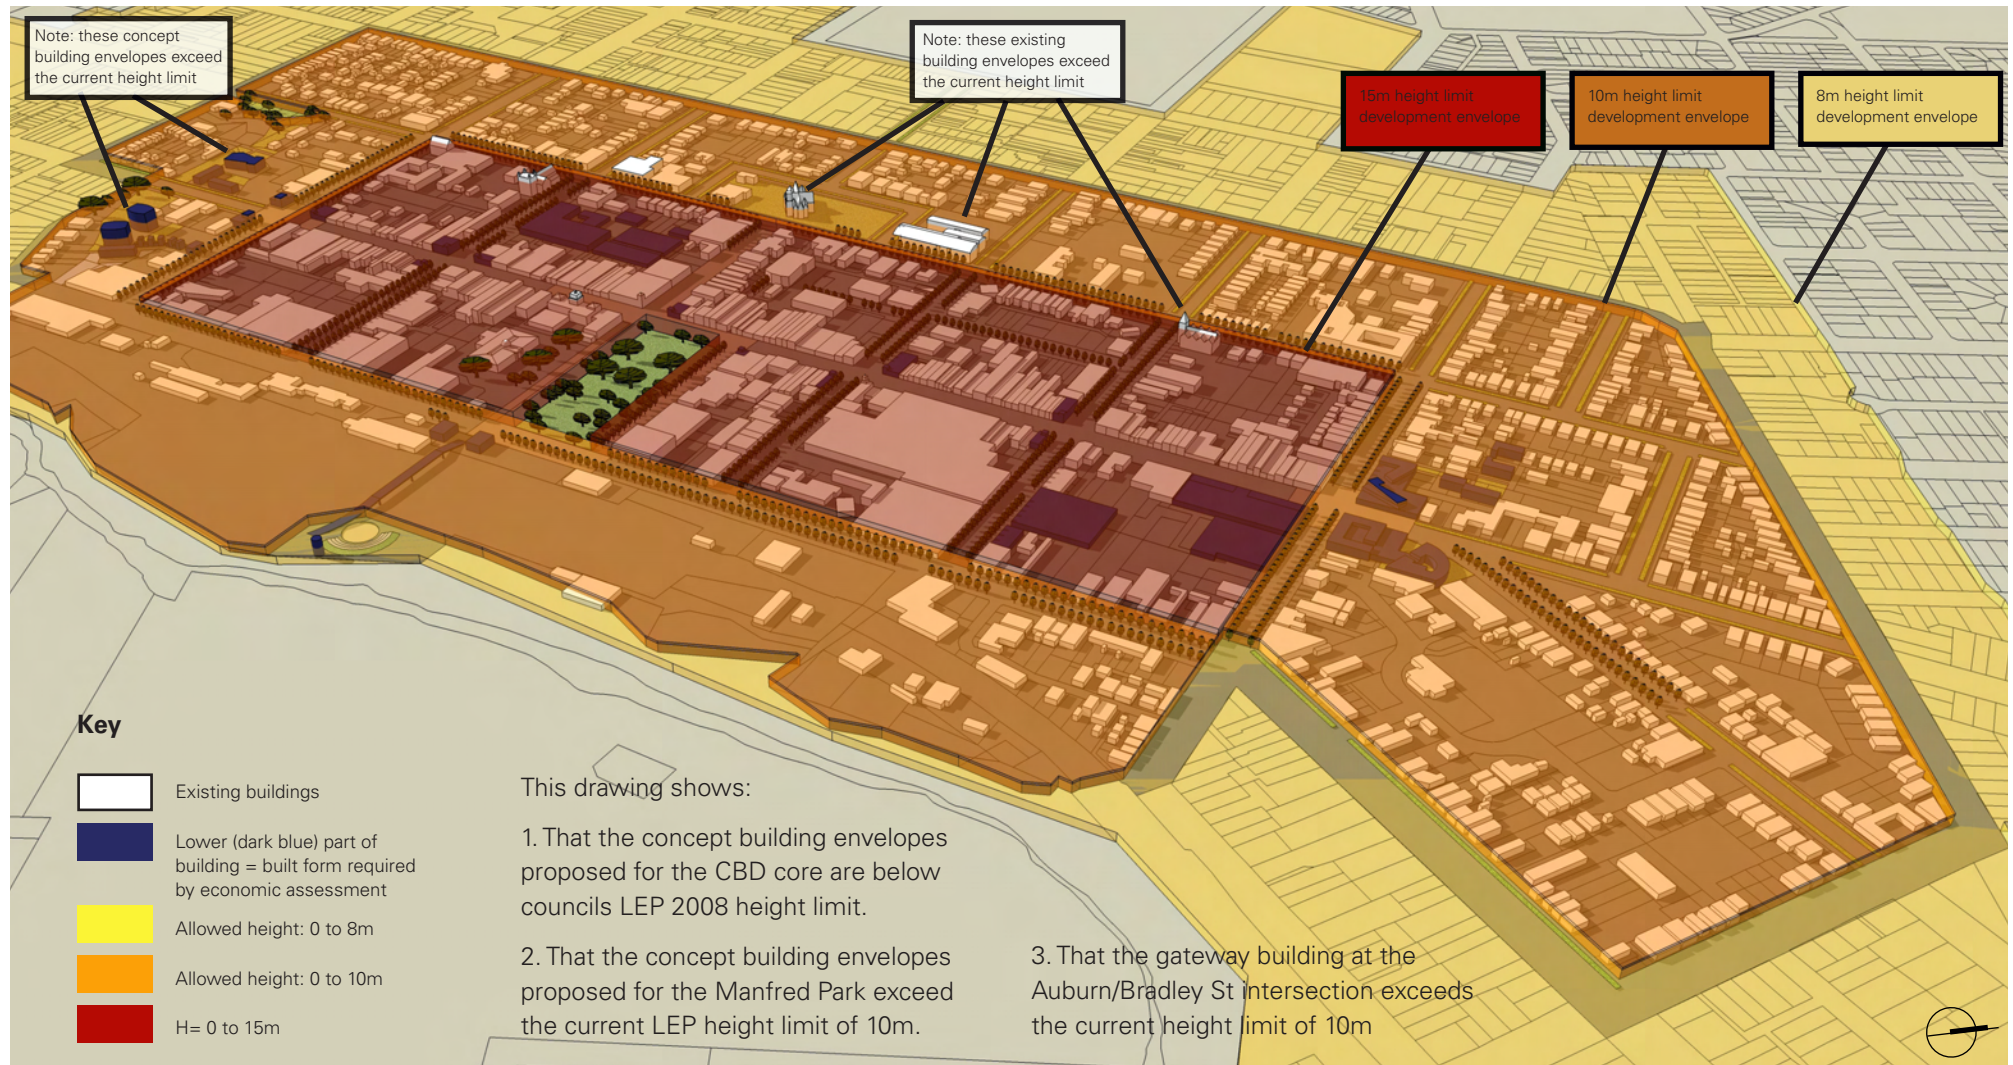 Note: these concept
building envelopes exceed
the current height limit
Note: these existing
building envelopes exceed
the current height limit
15m height limit
development envelope
10m height limit
development envelope
8m height limit
development envelope
Key
Existing buildings
Lower (dark blue) part of
building = built form required
by economic assessment
Allowed height: 0 to 8m
Allowed height: 0 to 10m
H= 0 to 15m
This drawing shows:
1. That the concept building envelopes
proposed for the CBD core are below
councils LEP 2008 height limit.
2. That the concept building envelopes
proposed for the Manfred Park exceed
the current LEP height limit of 10m.
3. That the gateway building at the
Auburn/Bradley St intersection exceeds
the current height limit of 10m